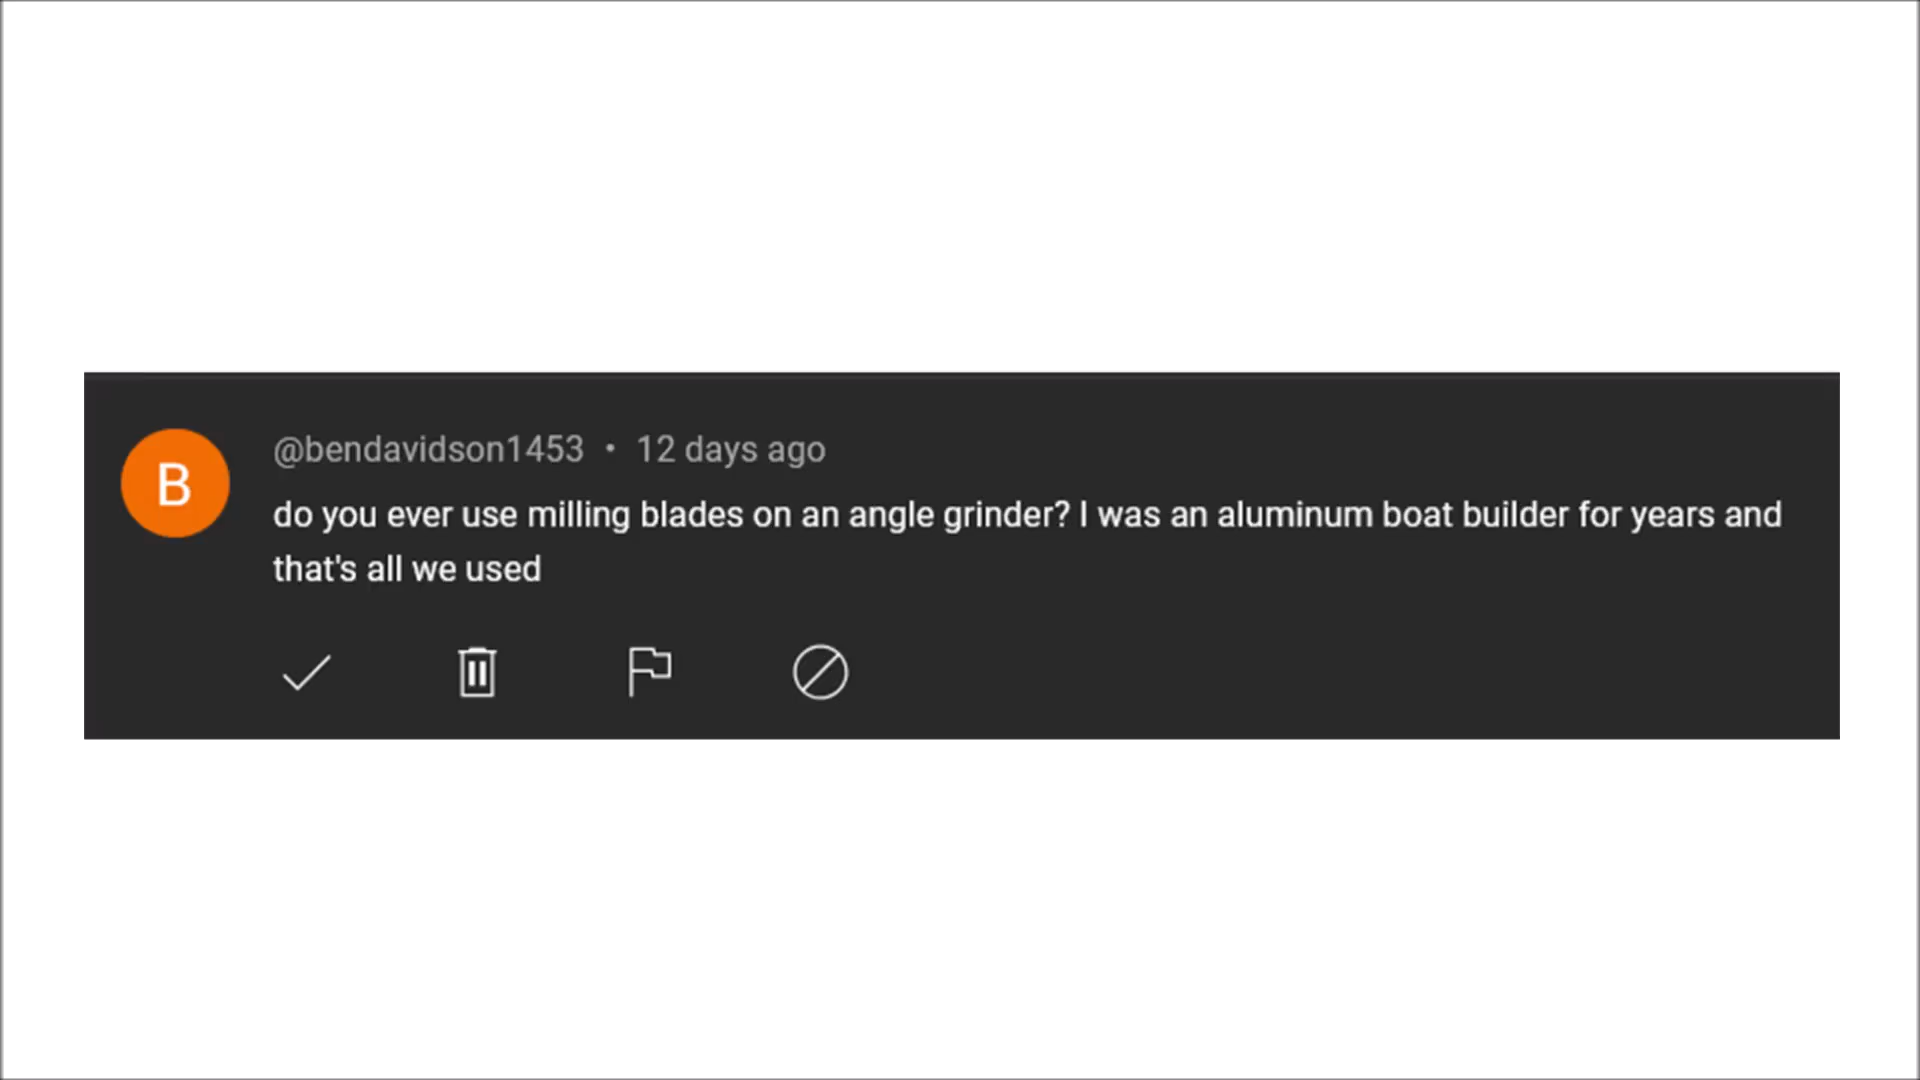 B
@bendavidson1453 • 12 days ago
do you ever use milling blades on an angle grinder? I was an aluminum boat builder for years and
that's all we used